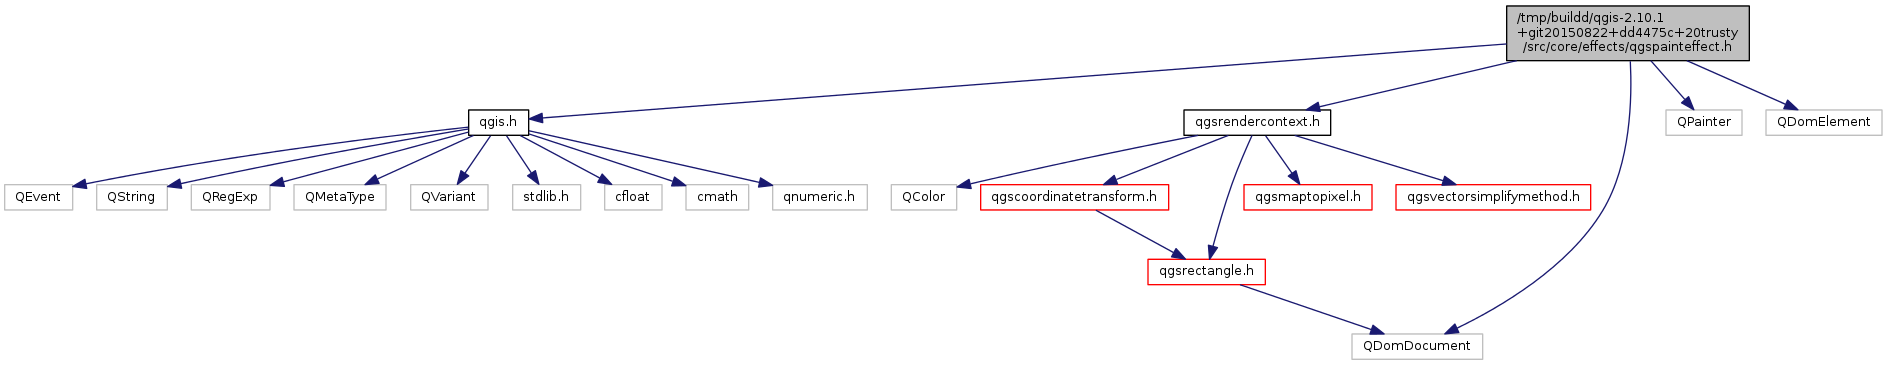 /tmp/buildd/qgis-2.10.1
+git20150822+dd4475c+20trusty
/src/core/effects/qgspainteffect.h
qgis.h
qgsrendercontext.h
QPainter
QDomElement
QEvent
QString
QRegExp
QMetaType
QVariant
stdlib.h
cfloat
cmath
qnumeric.h
QColor
qgscoordinatetransform.h
qgsmaptopixel.h
qgsvectorsimplifymethod.h
qgsrectangle.h
QDomDocument